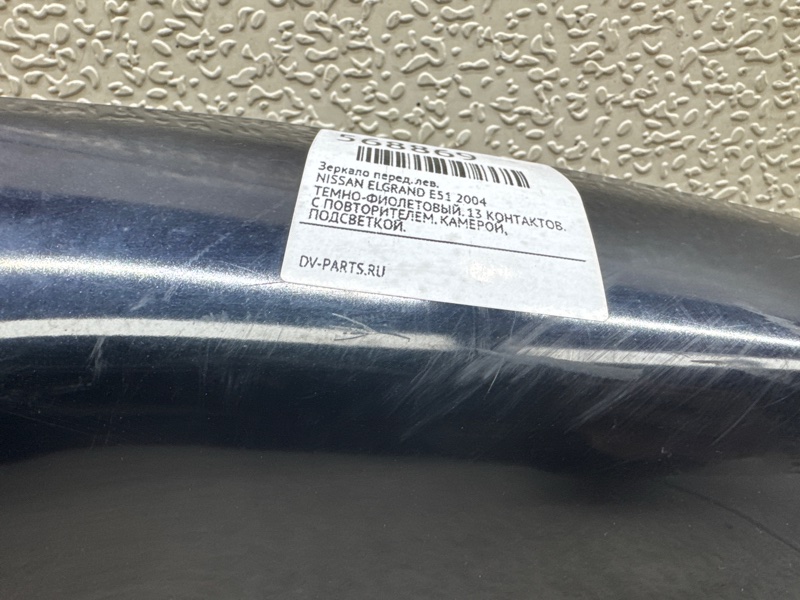 568869
Зеркало перед.лев.
NISSAN ELGRAND E51 2004
ТЕМНО-ФИОЛЕТОВЫЙ. 13 КОНТАКТОВ.
С ПОВТОРИТЕЛЕМ. КАМЕРОЙ,
ПОДСВЕТКОЙ.
DV-PARTS.RU